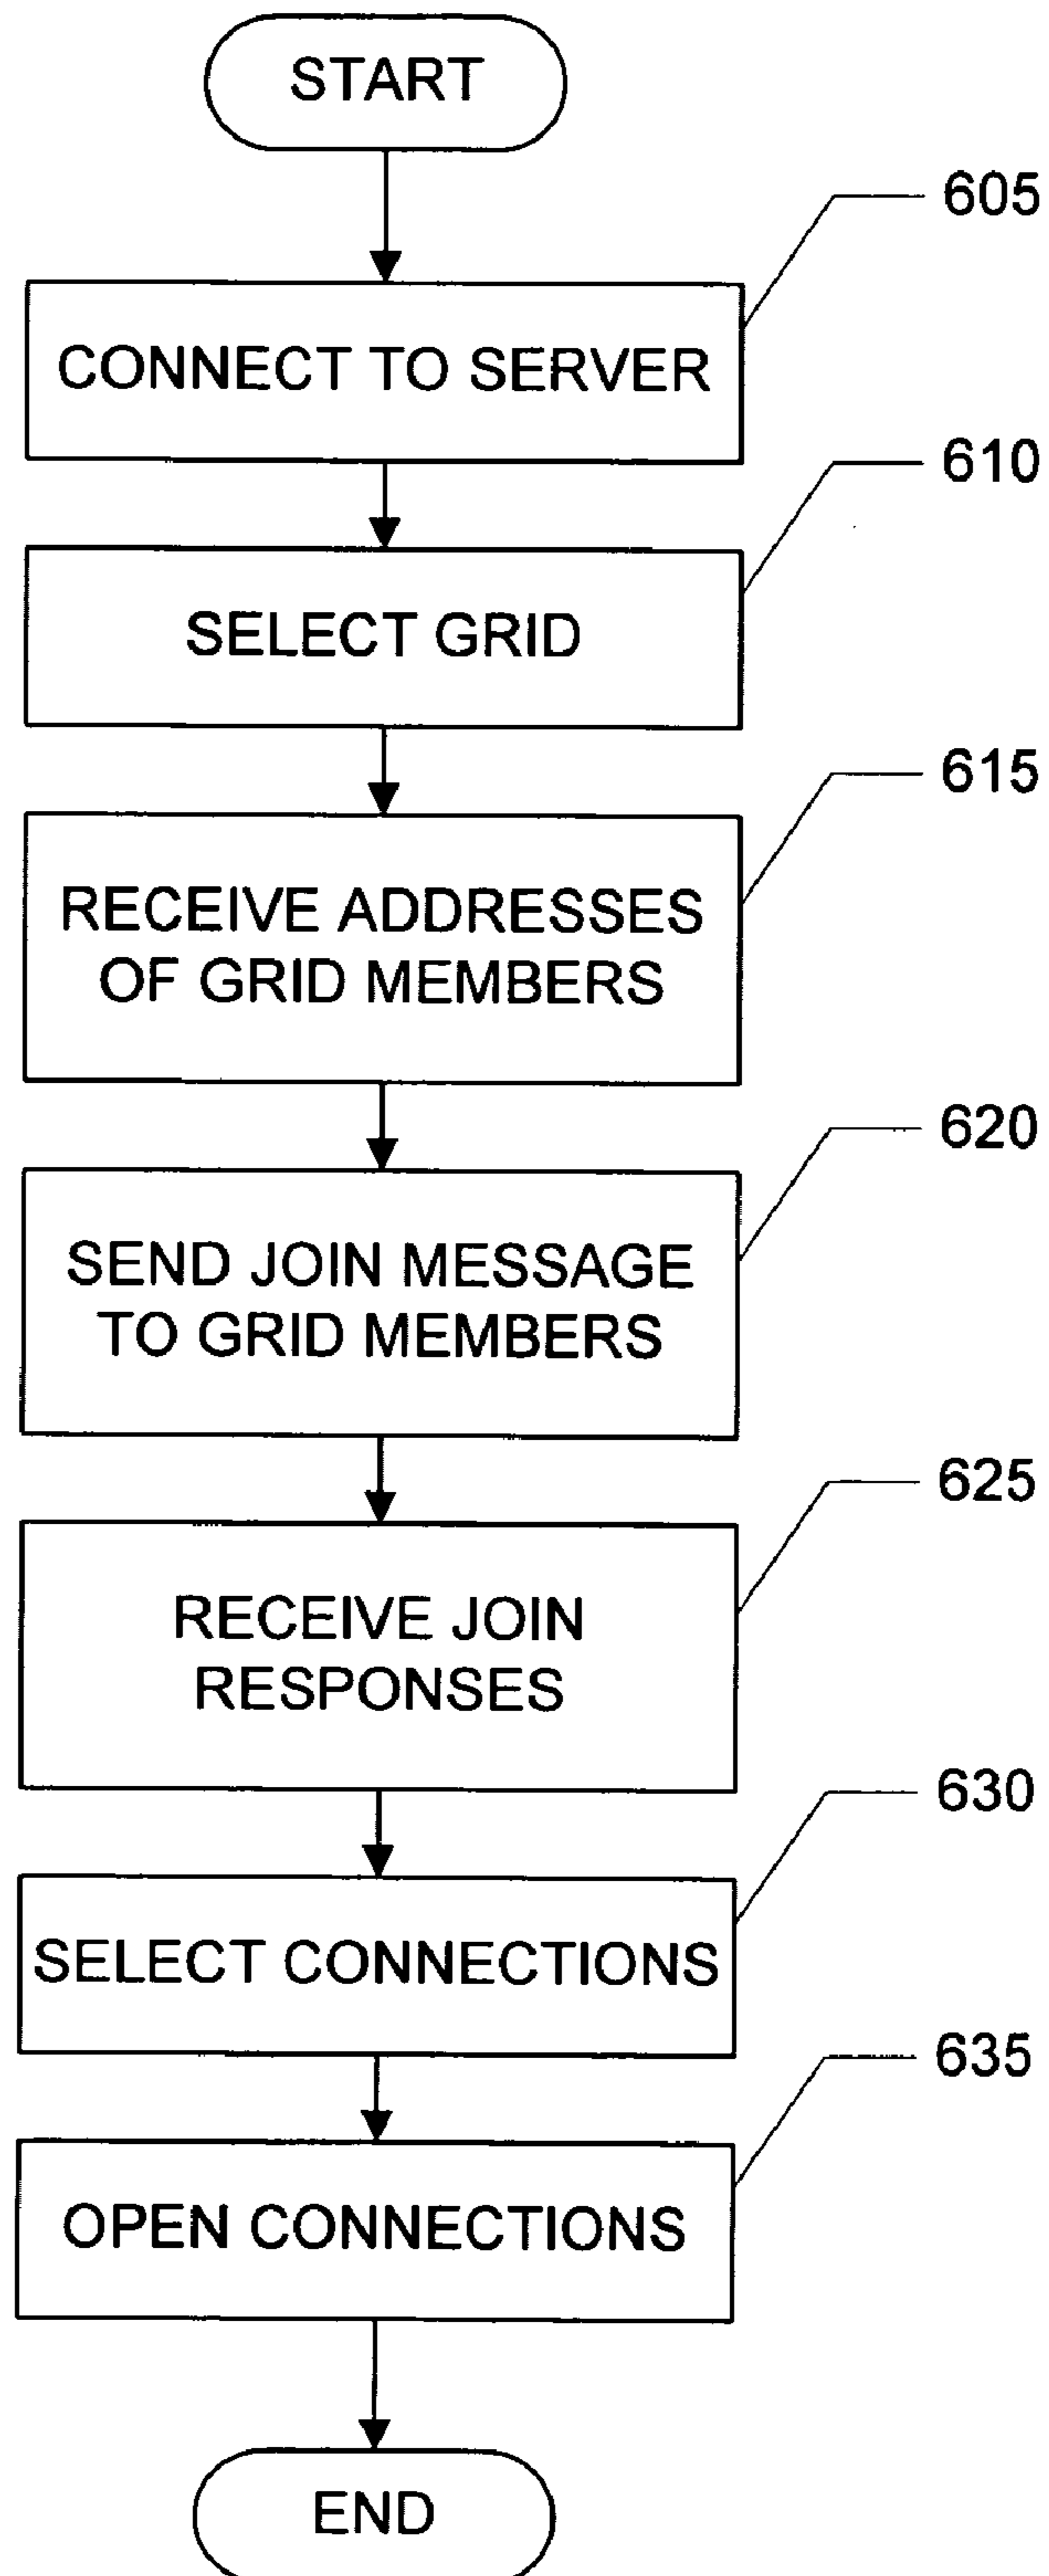 START
605
CONNECT TO SERVER
610
SELECT GRID
615
RECEIVE ADDRESSES
OF GRID MEMBERS
620
SEND JOIN MESSAGE
TO GRID MEMBERS
625
RECEIVE JOIN
RESPONSES
630
SELECT CONNECTIONS
635
OPEN CONNECTIONS
END